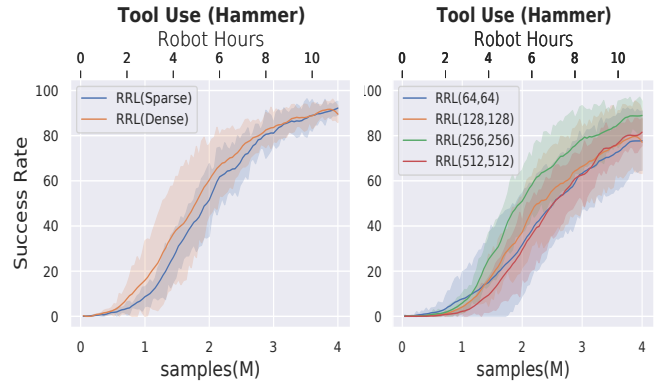 Tool Use (Hammer)
Robot Hours
0 2 4 6 8 10
RRL(Sparse)
RRL(Dense)
Success Rate
100
80
60
40
20
0
0 1 2 3 4
samples(M)
Tool Use (Hammer)
Robot Hours
0 2 4 6 8 10
RRL(64,64)
RRL(128,128)
RRL(256,256)
RRL(512,512)
100
80
60
40
20
0
0 1 2 3 4
samples(M)